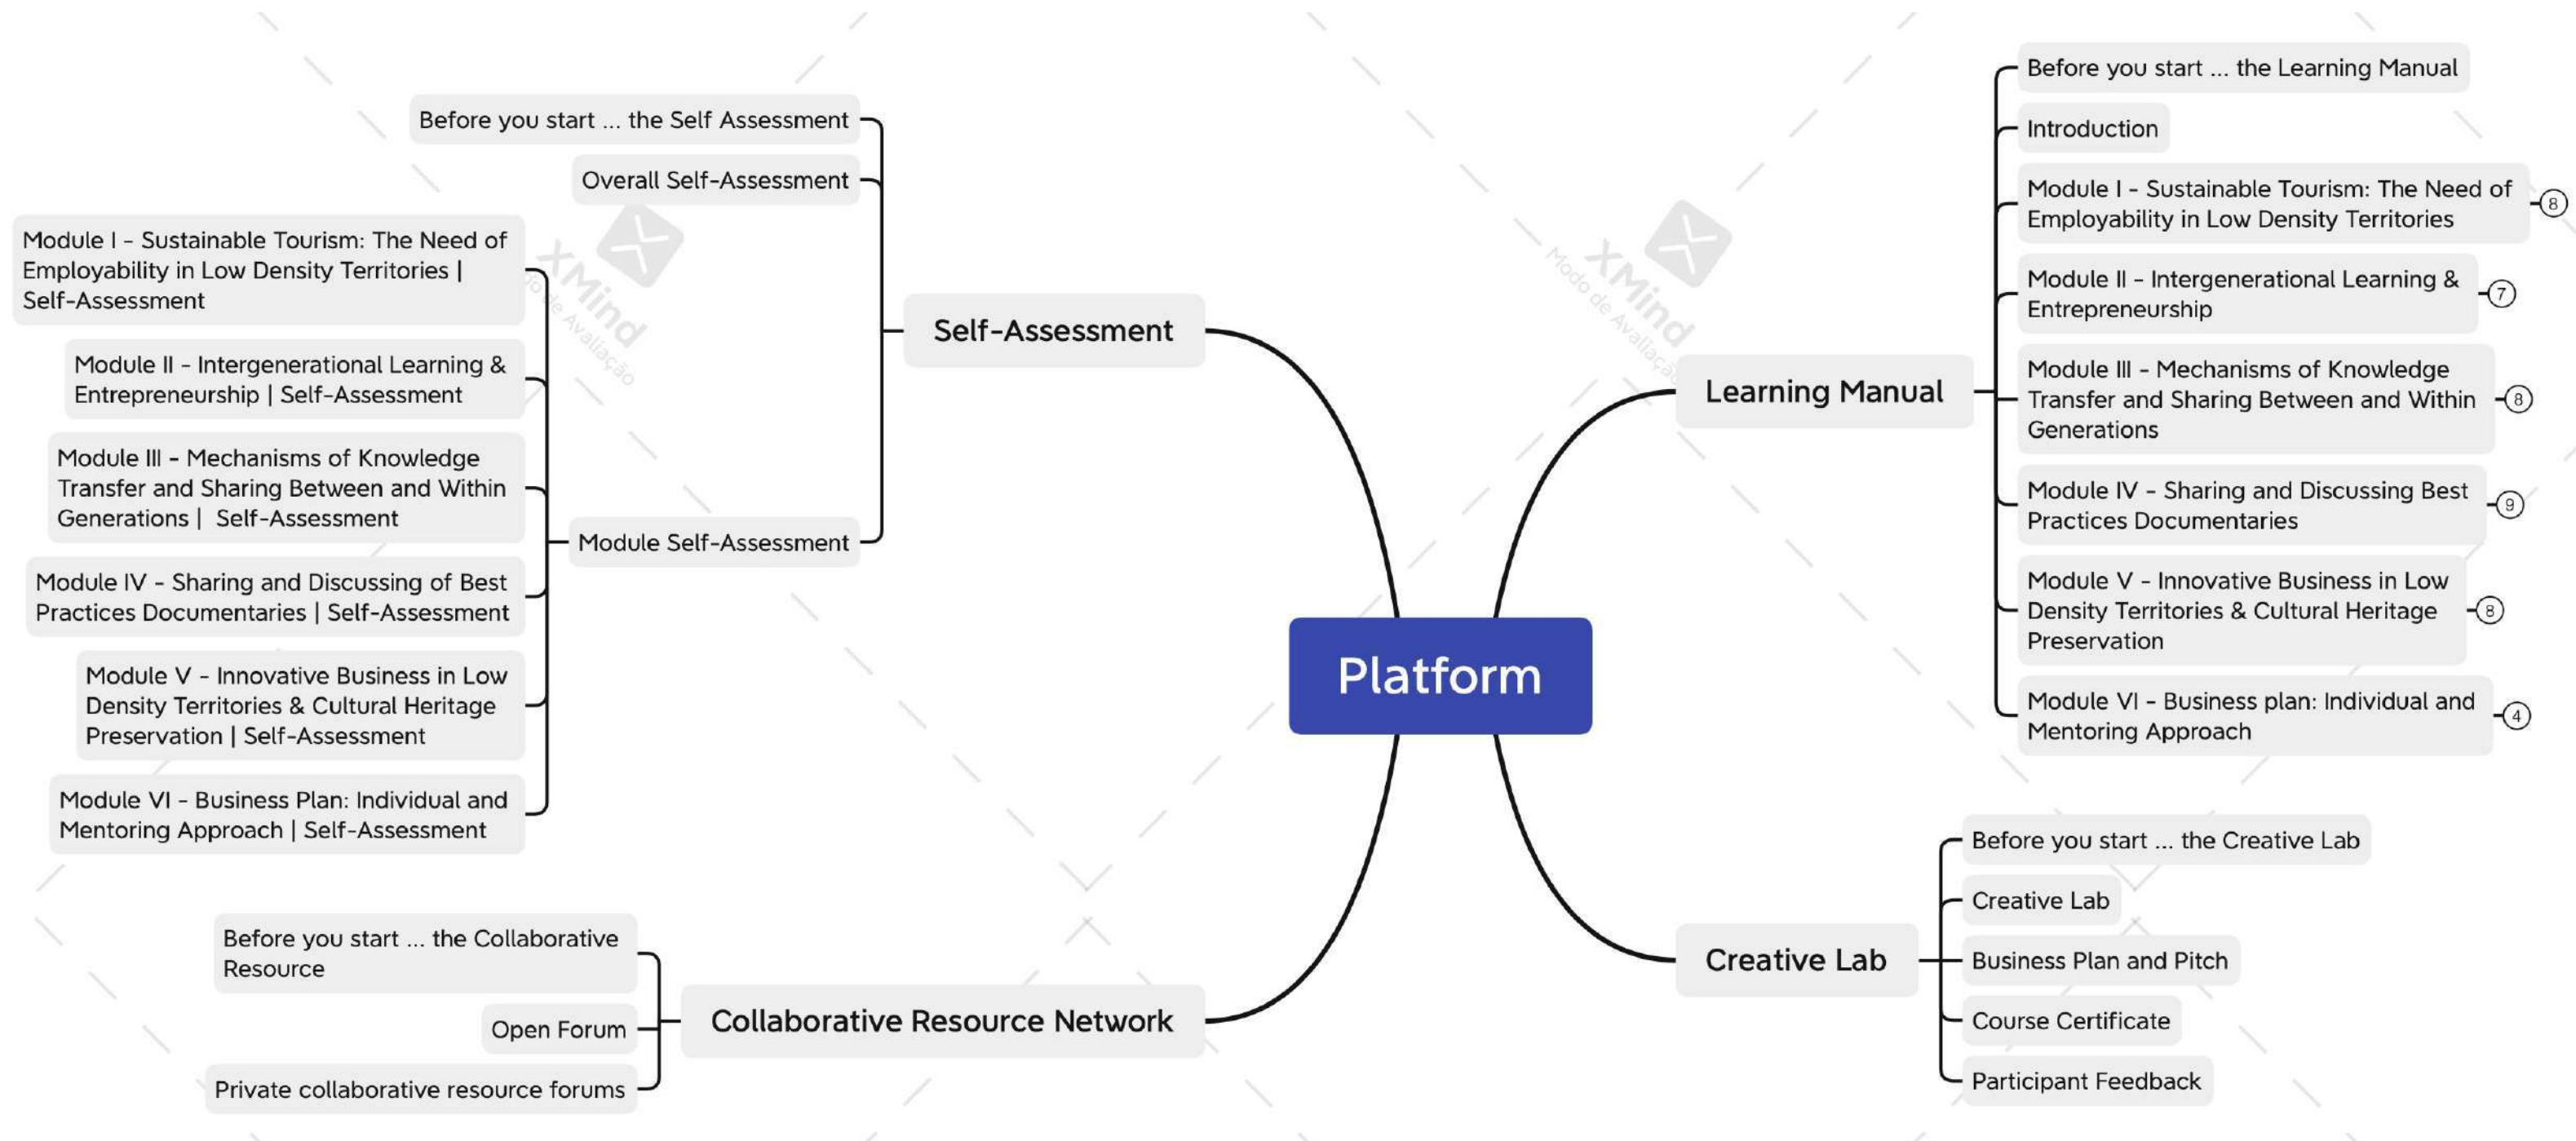 Platform
Self-Assessment
Before you start ... the Self Assessment
Overall Self-Assessment
Module Self-Assessment
Module I - Sustainable Tourism: The Need of
Employability in Low Density Territories |
Self-Assessment
Module II - Intergenerational Learning &
Entrepreneurship | Self-Assessment
Module III - Mechanisms of Knowledge
Transfer and Sharing Between and Within
Generations |  Self-Assessment
Module IV - Sharing and Discussing of Best
Practices Documentaries | Self-Assessment
Module V - Innovative Business in Low
Density Territories & Cultural Heritage
Preservation | Self-Assessment
Module VI - Business Plan: Individual and
Mentoring Approach | Self-Assessment
Collaborative Resource Network
Before you start ... the Collaborative
Resource
Open Forum
Private collaborative resource forums
Learning Manual
Before you start ... the Learning Manual
Introduction
Module I - Sustainable Tourism: The Need of
Employability in Low Density Territories
8
Module II - Intergenerational Learning &
Entrepreneurship
7
Module III - Mechanisms of Knowledge
Transfer and Sharing Between and Within
Generations
8
Module IV - Sharing and Discussing Best
Practices Documentaries
9
Module V - Innovative Business in Low
Density Territories & Cultural Heritage
Preservation
8
Module VI - Business plan: Individual and
Mentoring Approach
4
Creative Lab
Before you start ... the Creative Lab
Creative Lab
Business Plan and Pitch
Course Certificate
Participant Feedback
XMind
de Avaliação
XMind
Modo de Avaliação